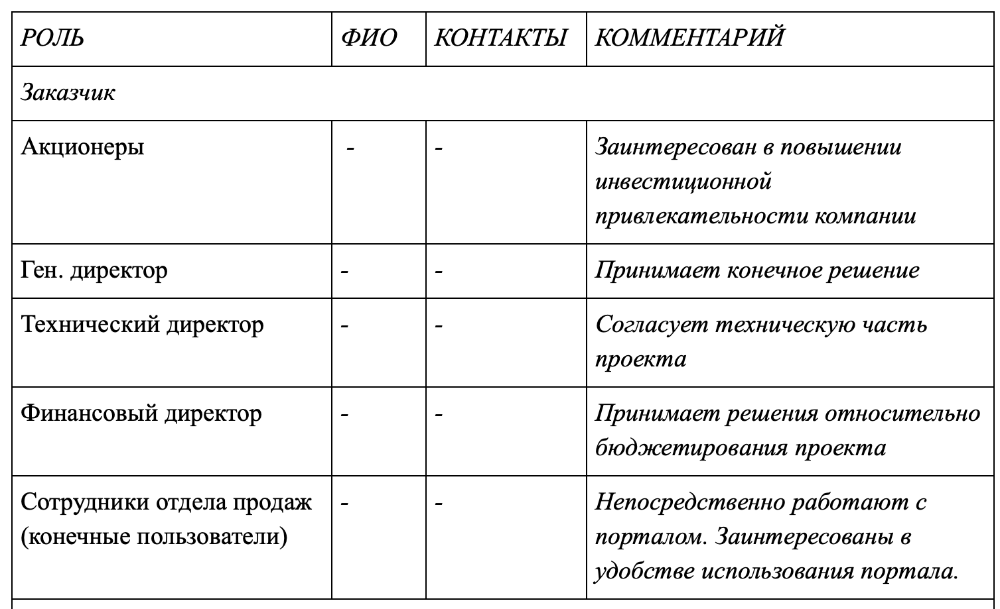 РОЛЬ ФИО КОНТАКТЫ КОММЕНТАРИЙ
Заказчик
Акционеры - - Заинтересован в повышении
инвестиционной
привлекательности компании
Ген. директор - - Принимает конечное решение
Технический директор - - Согласует техническую часть
проекта
Финансовый директор - - Принимает решения относительно
бюджетирования проекта
Сотрудники отдела продаж - - Непосредственно работают с
(конечные пользователи) порталом. Заинтересованы в
удобстве использования портала.